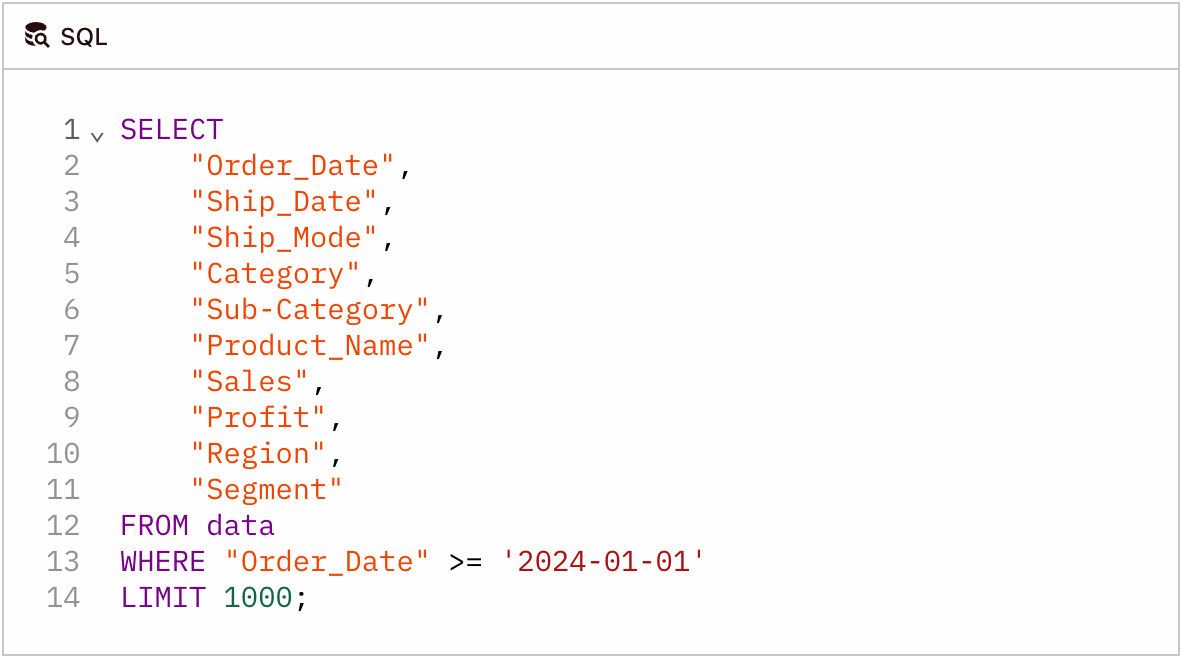 SQL
1 SELECT
2     "Order_Date",
3     "Ship_Date",
4     "Ship_Mode",
5     "Category",
6     "Sub-Category",
7     "Product_Name",
8     "Sales",
9     "Profit",
10     "Region",
11     "Segment"
12 FROM data
13 WHERE "Order_Date" >= '2024-01-01'
14 LIMIT 1000;